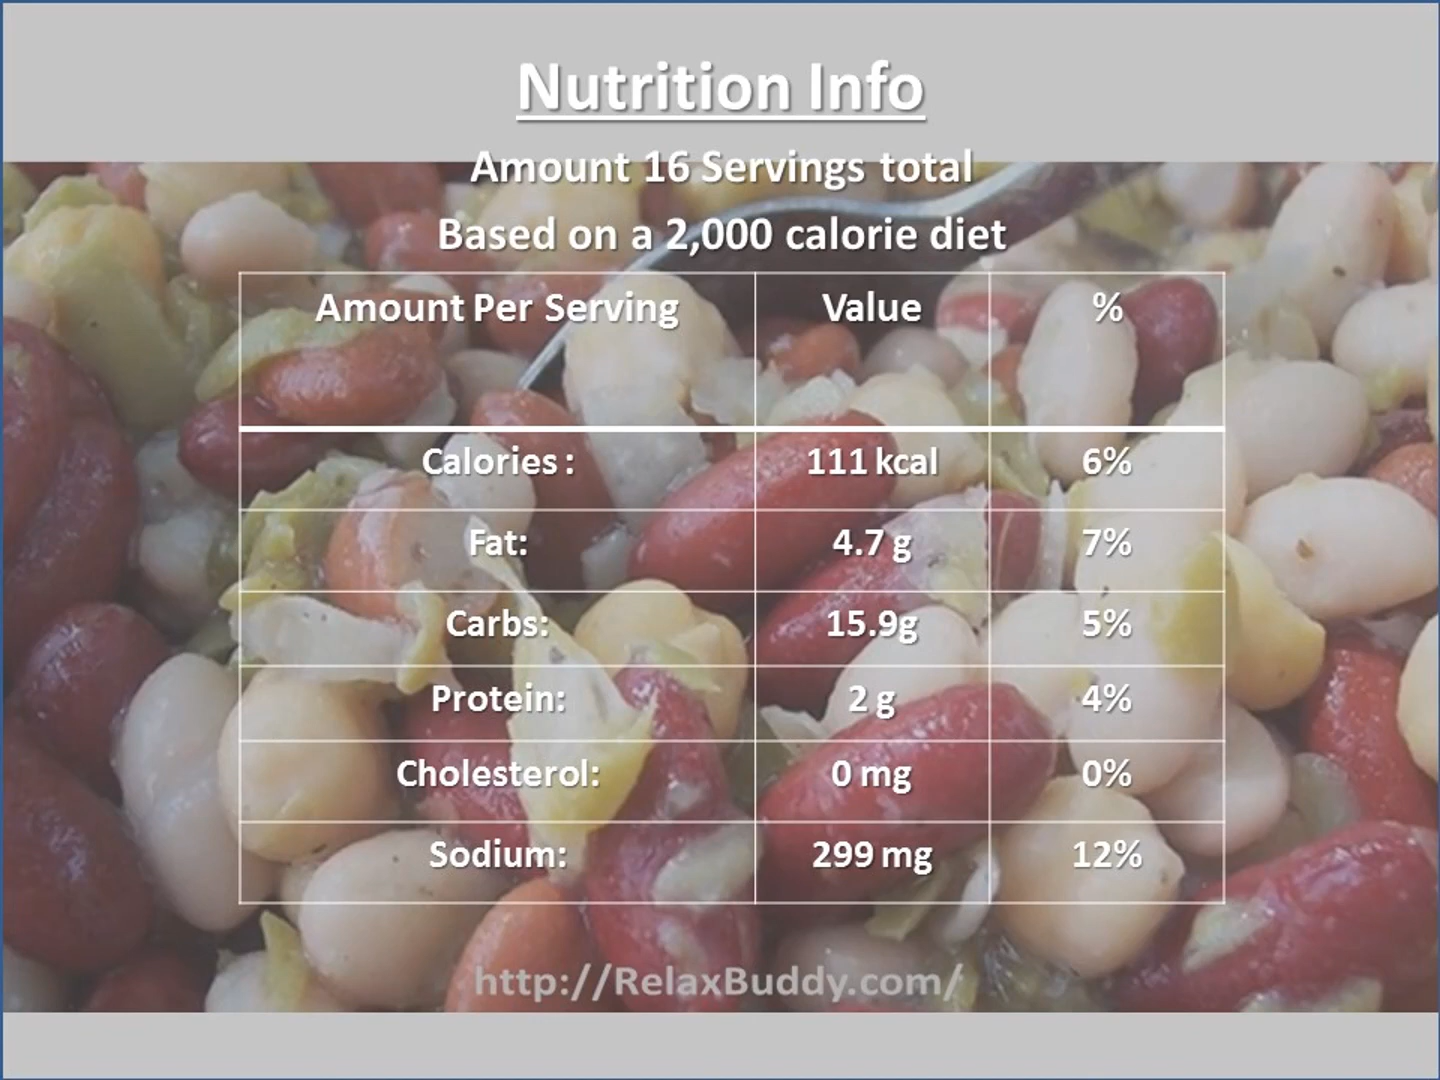 Nutrition Info
Amount 16 Servings total
Based on a 2,000 calorie diet
Amount Per Serving Value %
Calories : 111 kcal 6%
Fat: 4.7 g 7%
Carbs: 15.9g 5%
Protein: 2 g 4%
Cholesterol: 0 mg 0%
Sodium: 299 mg 12%
http://RelaxBuddy.com/